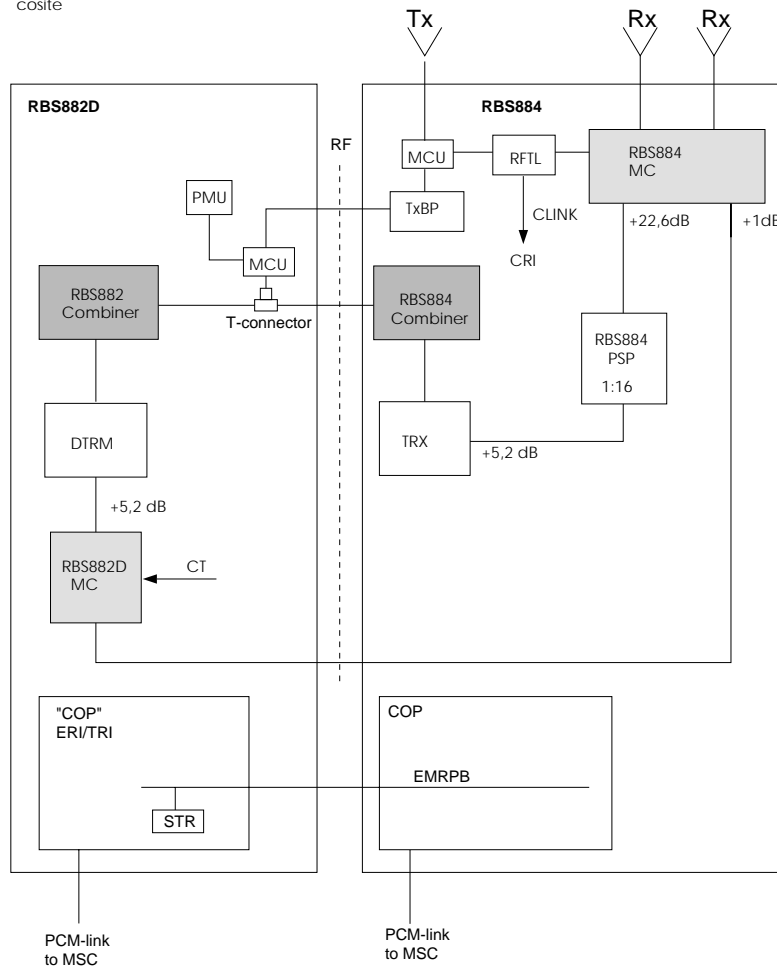 cosite
Tx
Rx
Rx
RBS882D
RBS884
RF
MCU
RFTL
RBS884
MC
PMU
TxBP
CLINK
+22,6dB
+1dB
MCU
CRI
RBS882
Combiner
T-connector
RBS884
Combiner
RBS884
PSP
1:16
DTRM
TRX
+5,2 dB
+5,2 dB
RBS882D
MC
CT
"COP"
ERI/TRI
COP
EMRPB
STR
PCM-link
to MSC
PCM-link
to MSC